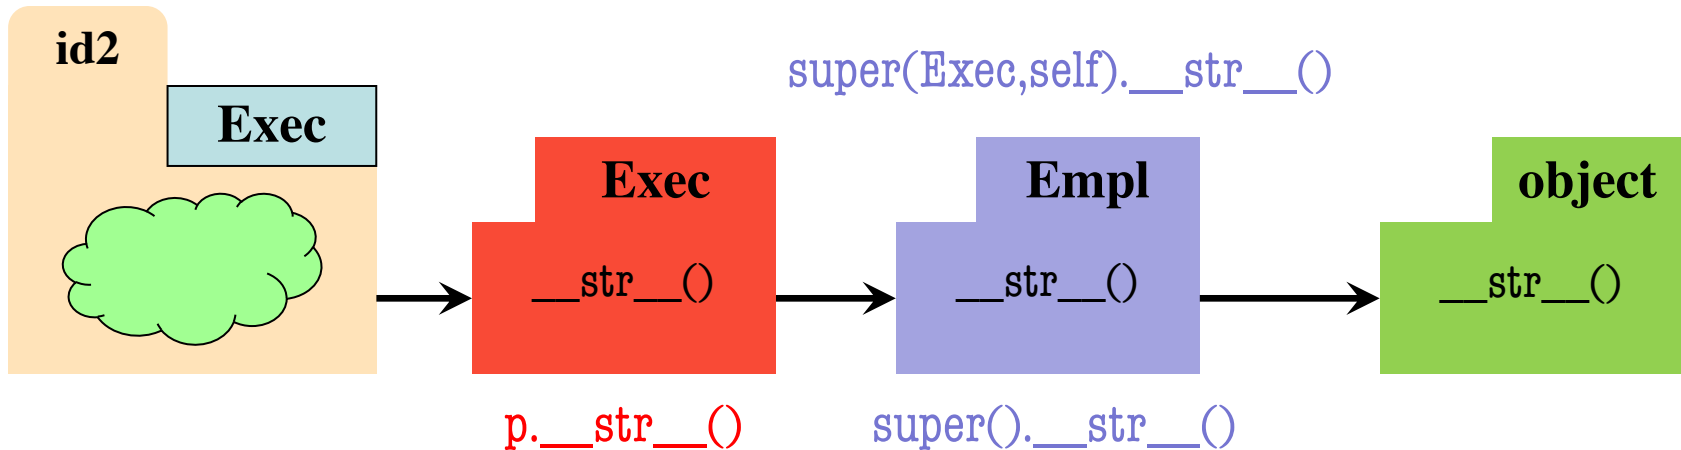 id2
Exec
super(Exec,self).__str__()
Exec
Empl
object
__str__()
__str__()
__str__()
p.__str__()
super().__str__()